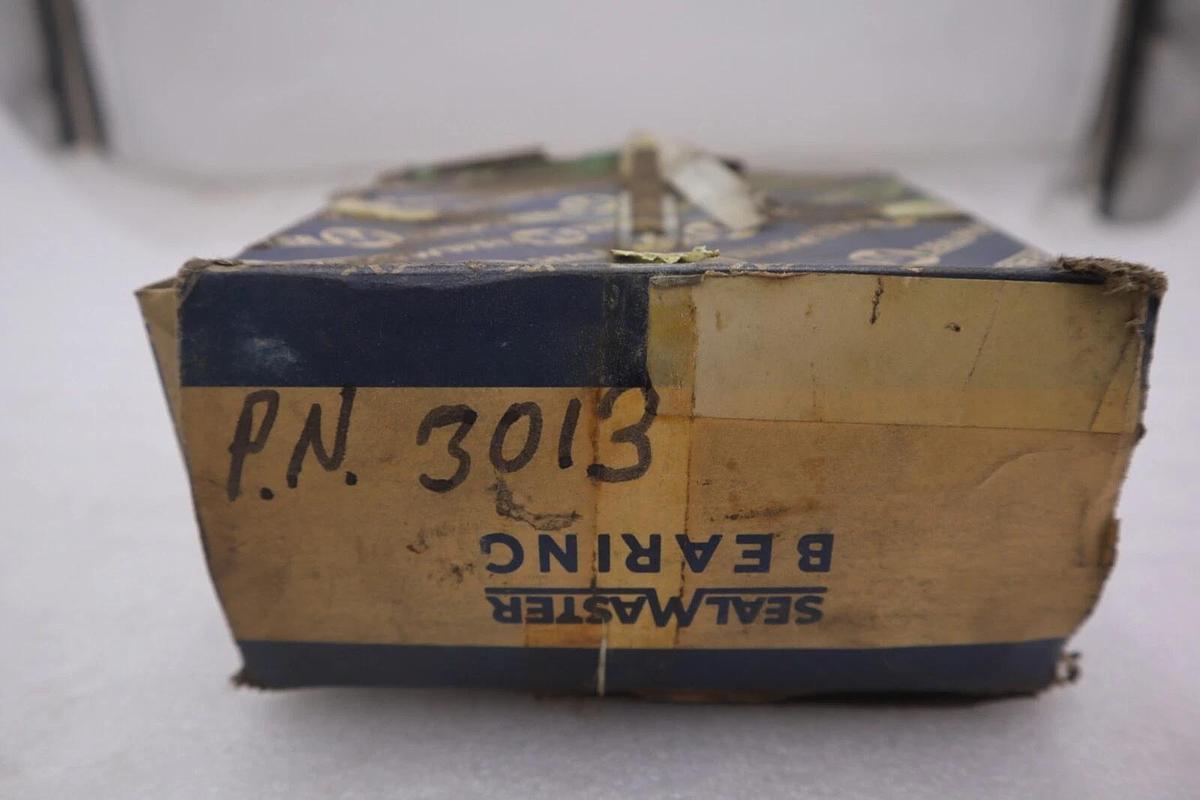 P.N. 3013
SEALMASTER
BEARING